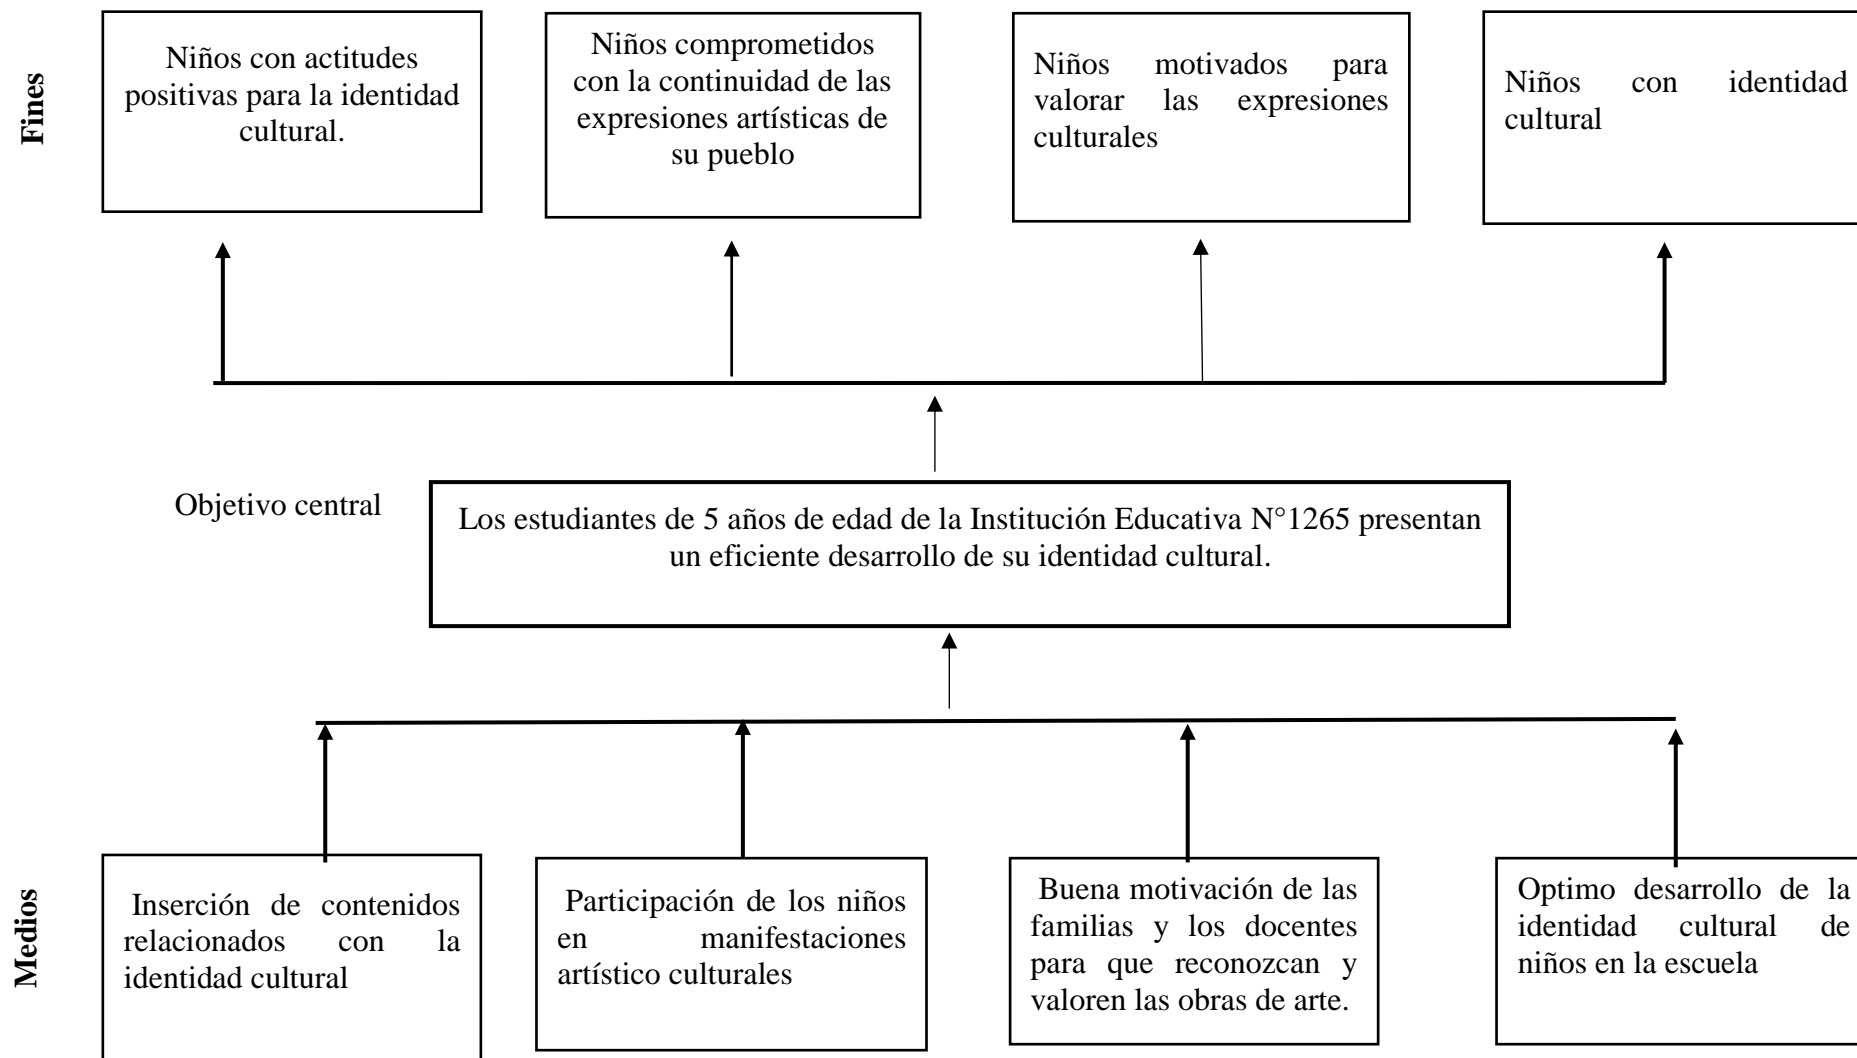 Fines
Niños con actitudes
positivas para la identidad
cultural.
Niños comprometidos
con la continuidad de las
expresiones artísticas de
su pueblo
Niños motivados para
valorar las expresiones
culturales
Niños con identidad
cultural
Objetivo central
Los estudiantes de 5 años de edad de la Institución Educativa N°1265 presentan
un eficiente desarrollo de su identidad cultural.
Medios
Inserción de contenidos
relacionados con la
identidad cultural
Participación de los niños
en manifestaciones
artístico culturales
Buena motivación de las
familias y los docentes
para que reconozcan y
valoren las obras de arte.
Optimo desarrollo de la
identidad cultural de
niños en la escuela